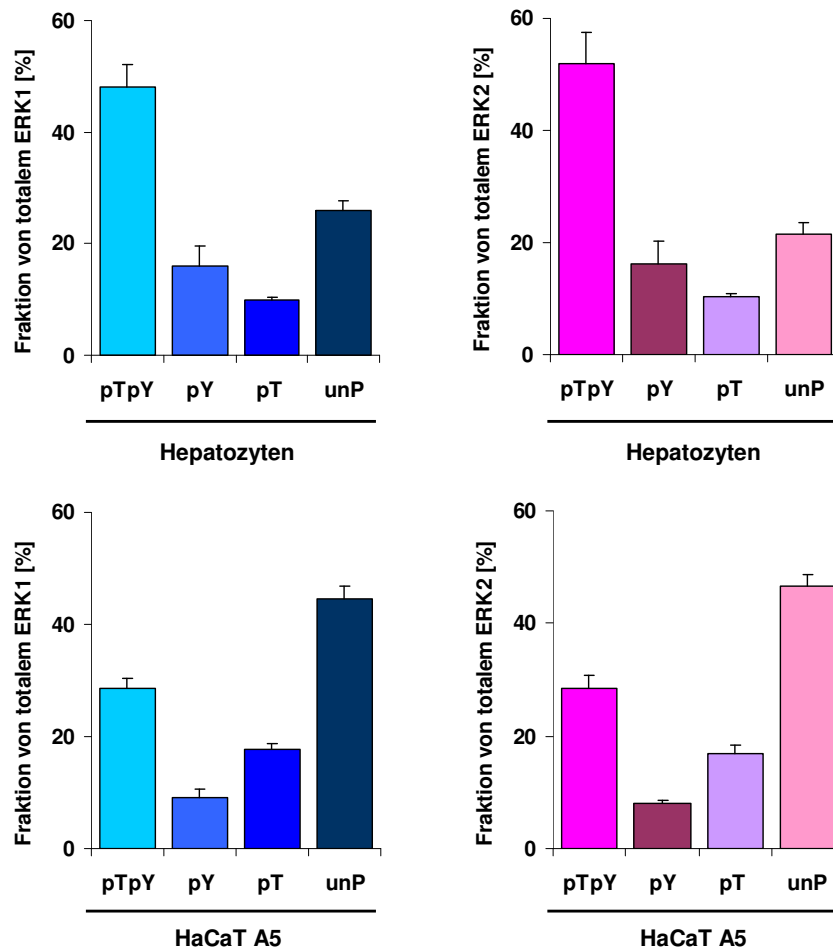 Fraktion von totalem ERK1 [%]
60
40
20
0
pTpY pY pT unP
Hepatozyten
Fraktion von totalem ERK2 [%]
60
40
20
0
pTpY pY pT unP
Hepatozyten
Fraktion von totalem ERK1 [%]
60
40
20
0
pTpY pY pT unP
HaCaT A5
Fraktion von totalem ERK2 [%]
60
40
20
0
pTpY pY pT unP
HaCaT A5